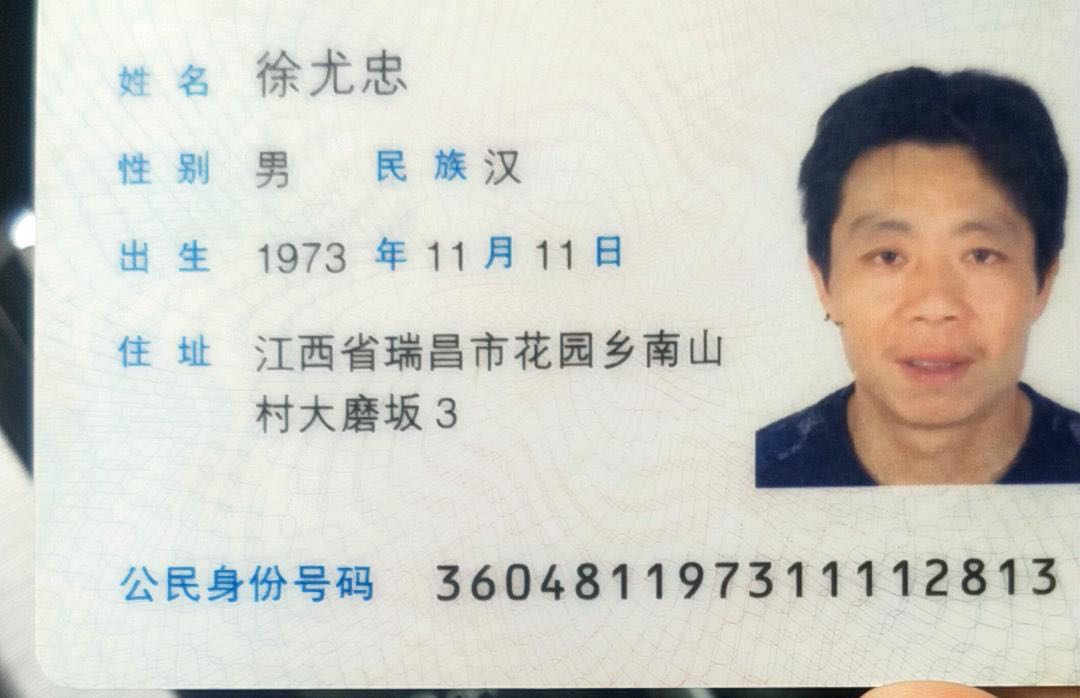 姓名 徐尤忠
性别 男 民族 汉
出生 1973 年 11 月 11 日
住址 江西省瑞昌市花园乡南山
村大磨坂3
公民身份号码 360481197311112813